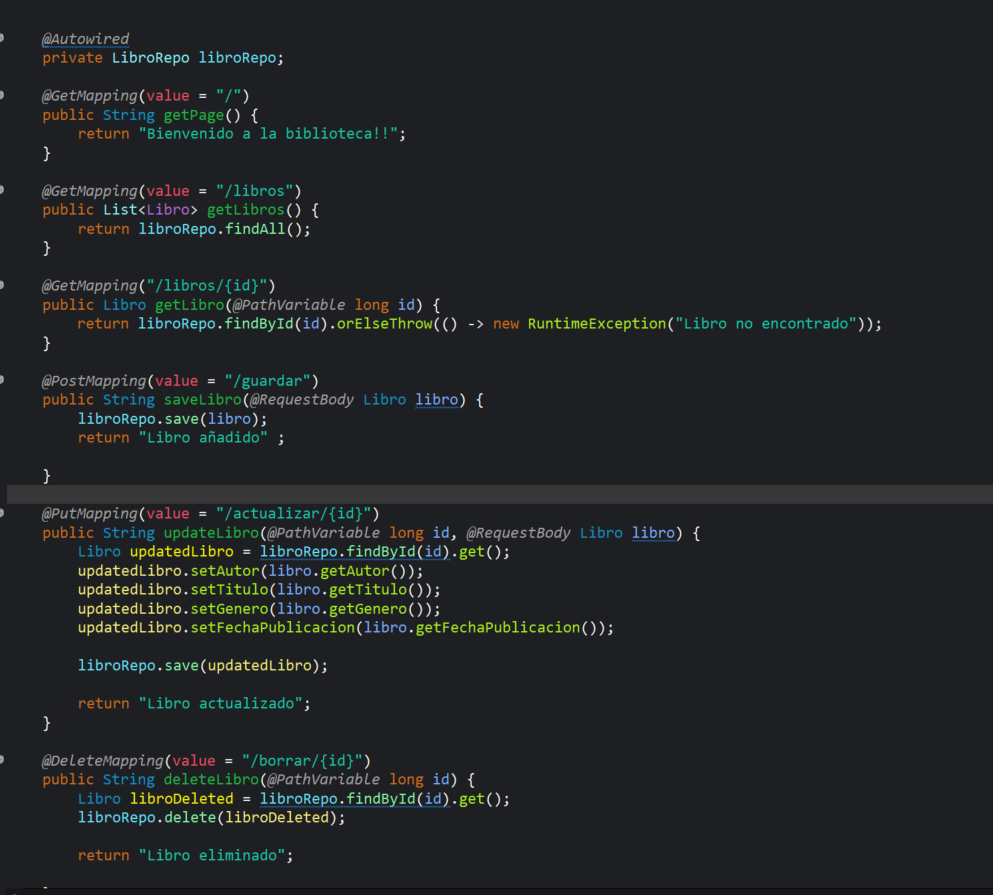 @Autowired
private LibroRepo libroRepo;
@GetMapping(value = "/")
public String getPage() {
return "Bienvenido a la biblioteca!!";
}
@GetMapping(value = "/libros")
public List<Libro> getLibros() {
return libroRepo.findAll();
}
@GetMapping("/libros/{id}")
public Libro getLibro(@PathVariable long id) {
return libroRepo.findById(id).orElseThrow(() -> new RuntimeException("Libro no encontrado"));
}
@PostMapping(value = "/guardar")
public String saveLibro(@RequestBody Libro libro) {
libroRepo.save(libro);
return "Libro añadido" ;
}
@PutMapping(value = "/actualizar/{id}")
public String updateLibro(@PathVariable long id, @RequestBody Libro libro) {
Libro updatedLibro = libroRepo.findById(id).get();
updatedLibro.setAutor(libro.getAutor());
updatedLibro.setTitulo(libro.getTitulo());
updatedLibro.setGenero(libro.getGenero());
updatedLibro.setFechaPublicacion(libro.getFechaPublicacion());
libroRepo.save(updatedLibro);
return "Libro actualizado";
}
@DeleteMapping(value = "/borrar/{id}")
public String deleteLibro(@PathVariable long id) {
Libro libroDeleted = libroRepo.findById(id).get();
libroRepo.delete(libroDeleted);
return "Libro eliminado";